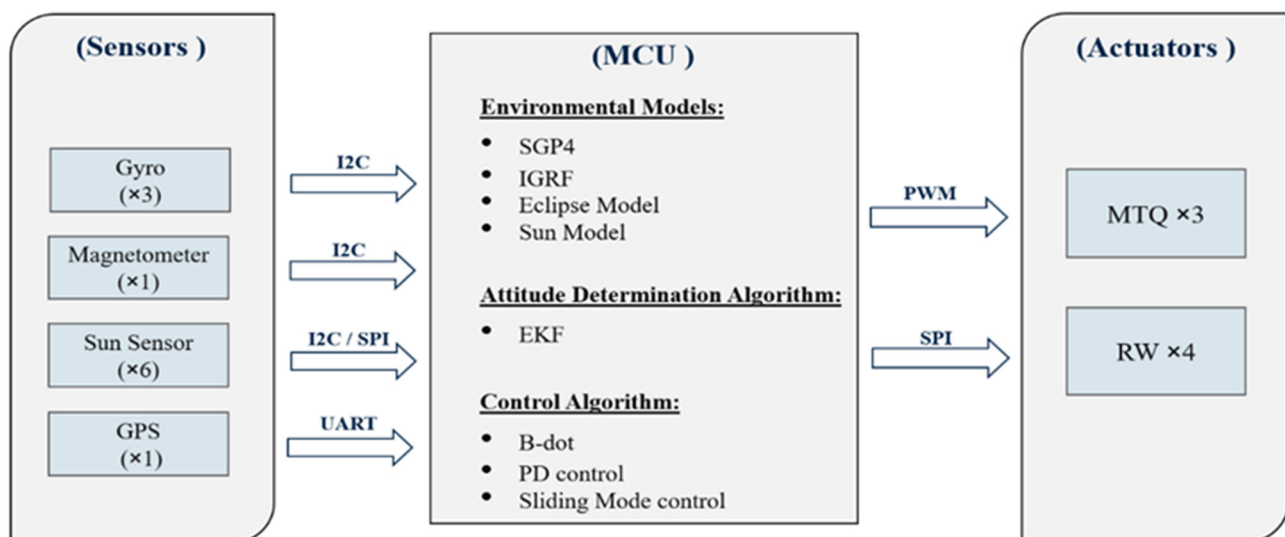 (Sensors )
Gyro
(×3)
Magnetometer
(×1)
Sun Sensor
(×6)
GPS
(×1)
I2C
I2C
I2C / SPI
UART
(MCU )
Environmental Models:
• SGP4
• IGRF
• Eclipse Model
• Sun Model
Attitude Determination Algorithm:
• EKF
Control Algorithm:
• B-dot
• PD control
• Sliding Mode control
PWM
SPI
(Actuators )
MTQ ×3
RW ×4